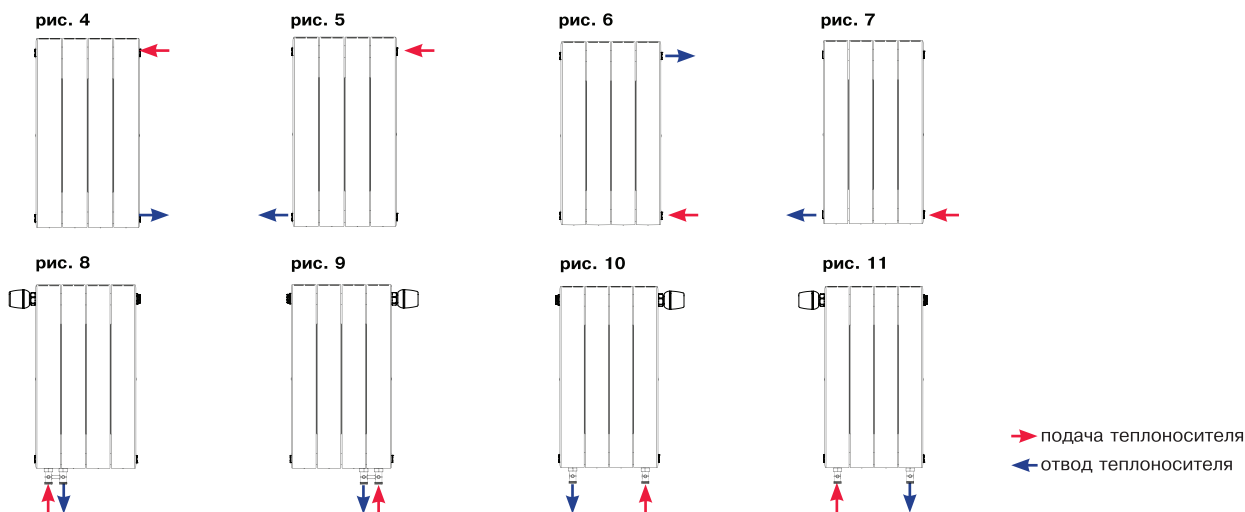 рис. 4
рис. 5
рис. 6
рис. 7
рис. 8
рис. 9
рис. 10
рис. 11
подача теплоносителя
отвод теплоносителя